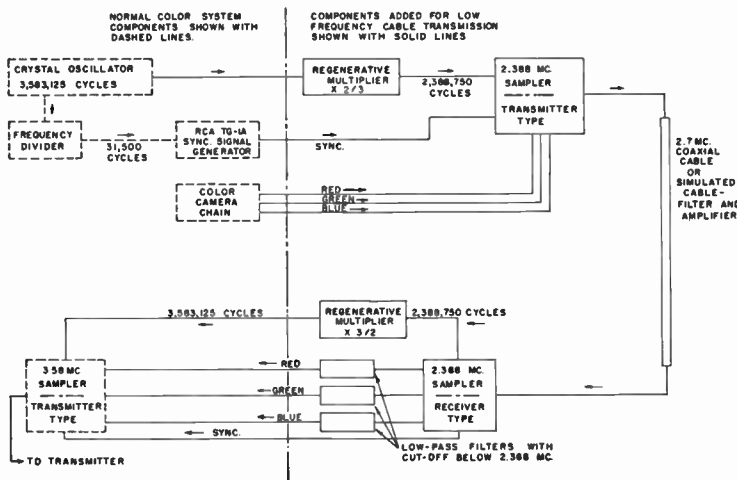 NORMAL COLOR SYSTEM
COMPONENTS SHOWN WITH
DASHED LINES.
COMPONENTS ADDED FOR LOW
FREQUENCY CABLE TRANSMISSION
SHOWN WITH SOLID LINES
CRYSTAL OSCILLATOR
3,583,125 CYCLES
REGENERATIVE
MULTIPLIER
X 2/3
2,388,750
CYCLES
2.388 MC.
SAMPLER
TRANSMITTER
TYPE
FREQUENCY
DIVIDER
31,500
CYCLES
RCA TG-1A
SYNC. SIGNAL
GENERATOR
SYNC.
2.7 MC.
COAXIAL
CABLE
OR
SIMULATED
CABLE-
FILTER AND
AMPLIFIER
COLOR
CAMERA
CHAIN
RED
GREEN
BLUE
3,583,125 CYCLES
REGENERATIVE
MULTIPLIER
X 3/2
2,388,750 CYCLES
3.58 MC
SAMPLER
TRANSMITTER
TYPE
RED
GREEN
BLUE
SYNC.
2.388 MC.
SAMPLER
RECEIVER
TYPE
TO TRANSMITTER
LOW-PASS FILTERS WITH
CUT-OFF BELOW 2.388 MC.